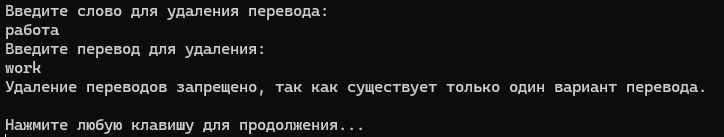 Введите слово для удаления перевода:
работа
Введите перевод для удаления:
work
Удаление переводов запрещено, так как существует только один вариант перевода.
Нажмите любую клавишу для продолжения...